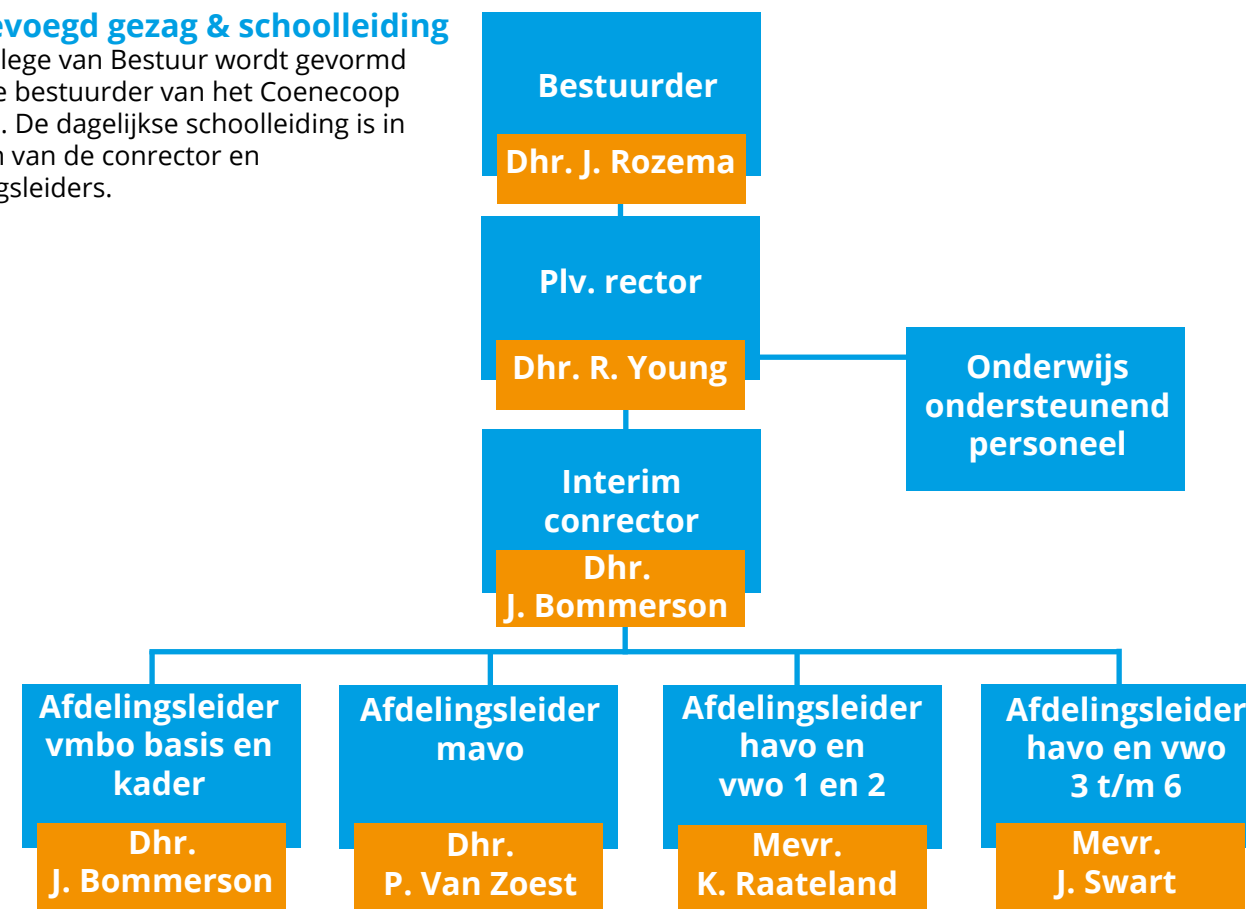 evoegd gezag & schoolleiding
lege van Bestuur wordt gevormd
e bestuurder van het Coenecoop
. De dagelijkse schoolleiding is in
n van de conrector en
gsleiders.
Bestuurder
Dhr. J. Rozema
Plv. rector
Dhr. R. Young
Onderwijs
ondersteunend
personeel
Interim
conrector
Dhr.
J. Bommerson
Afdelingsleider
vmbo basis en
kader
Dhr.
J. Bommerson
Afdelingsleider
mavo
Dhr.
P. Van Zoest
Afdelingsleider
havo en
vwo 1 en 2
Mevr.
K. Raateland
Afdelingsleider
havo en vwo
3 t/m 6
Mevr.
J. Swart